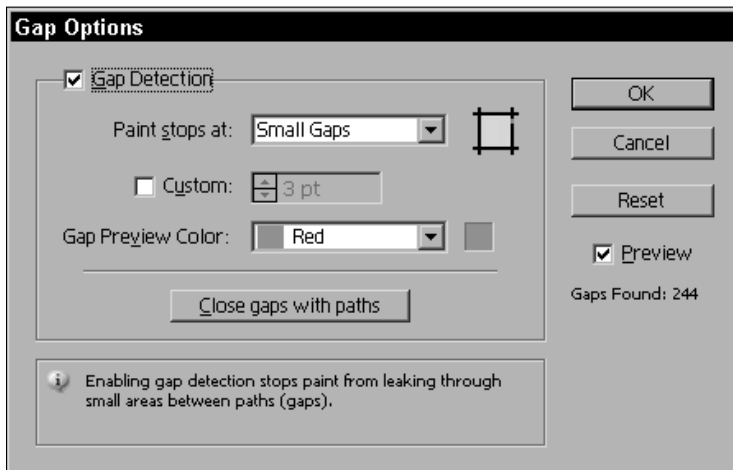 Gap Options
Gap Detection
Paint stops at: Small Gaps
Custom: 3 pt
Gap Preview Color: Red
Close gaps with paths
OK
Cancel
Reset
Preview
Gaps Found: 244
Enabling gap detection stops paint from leaking through
small areas between paths (gaps).